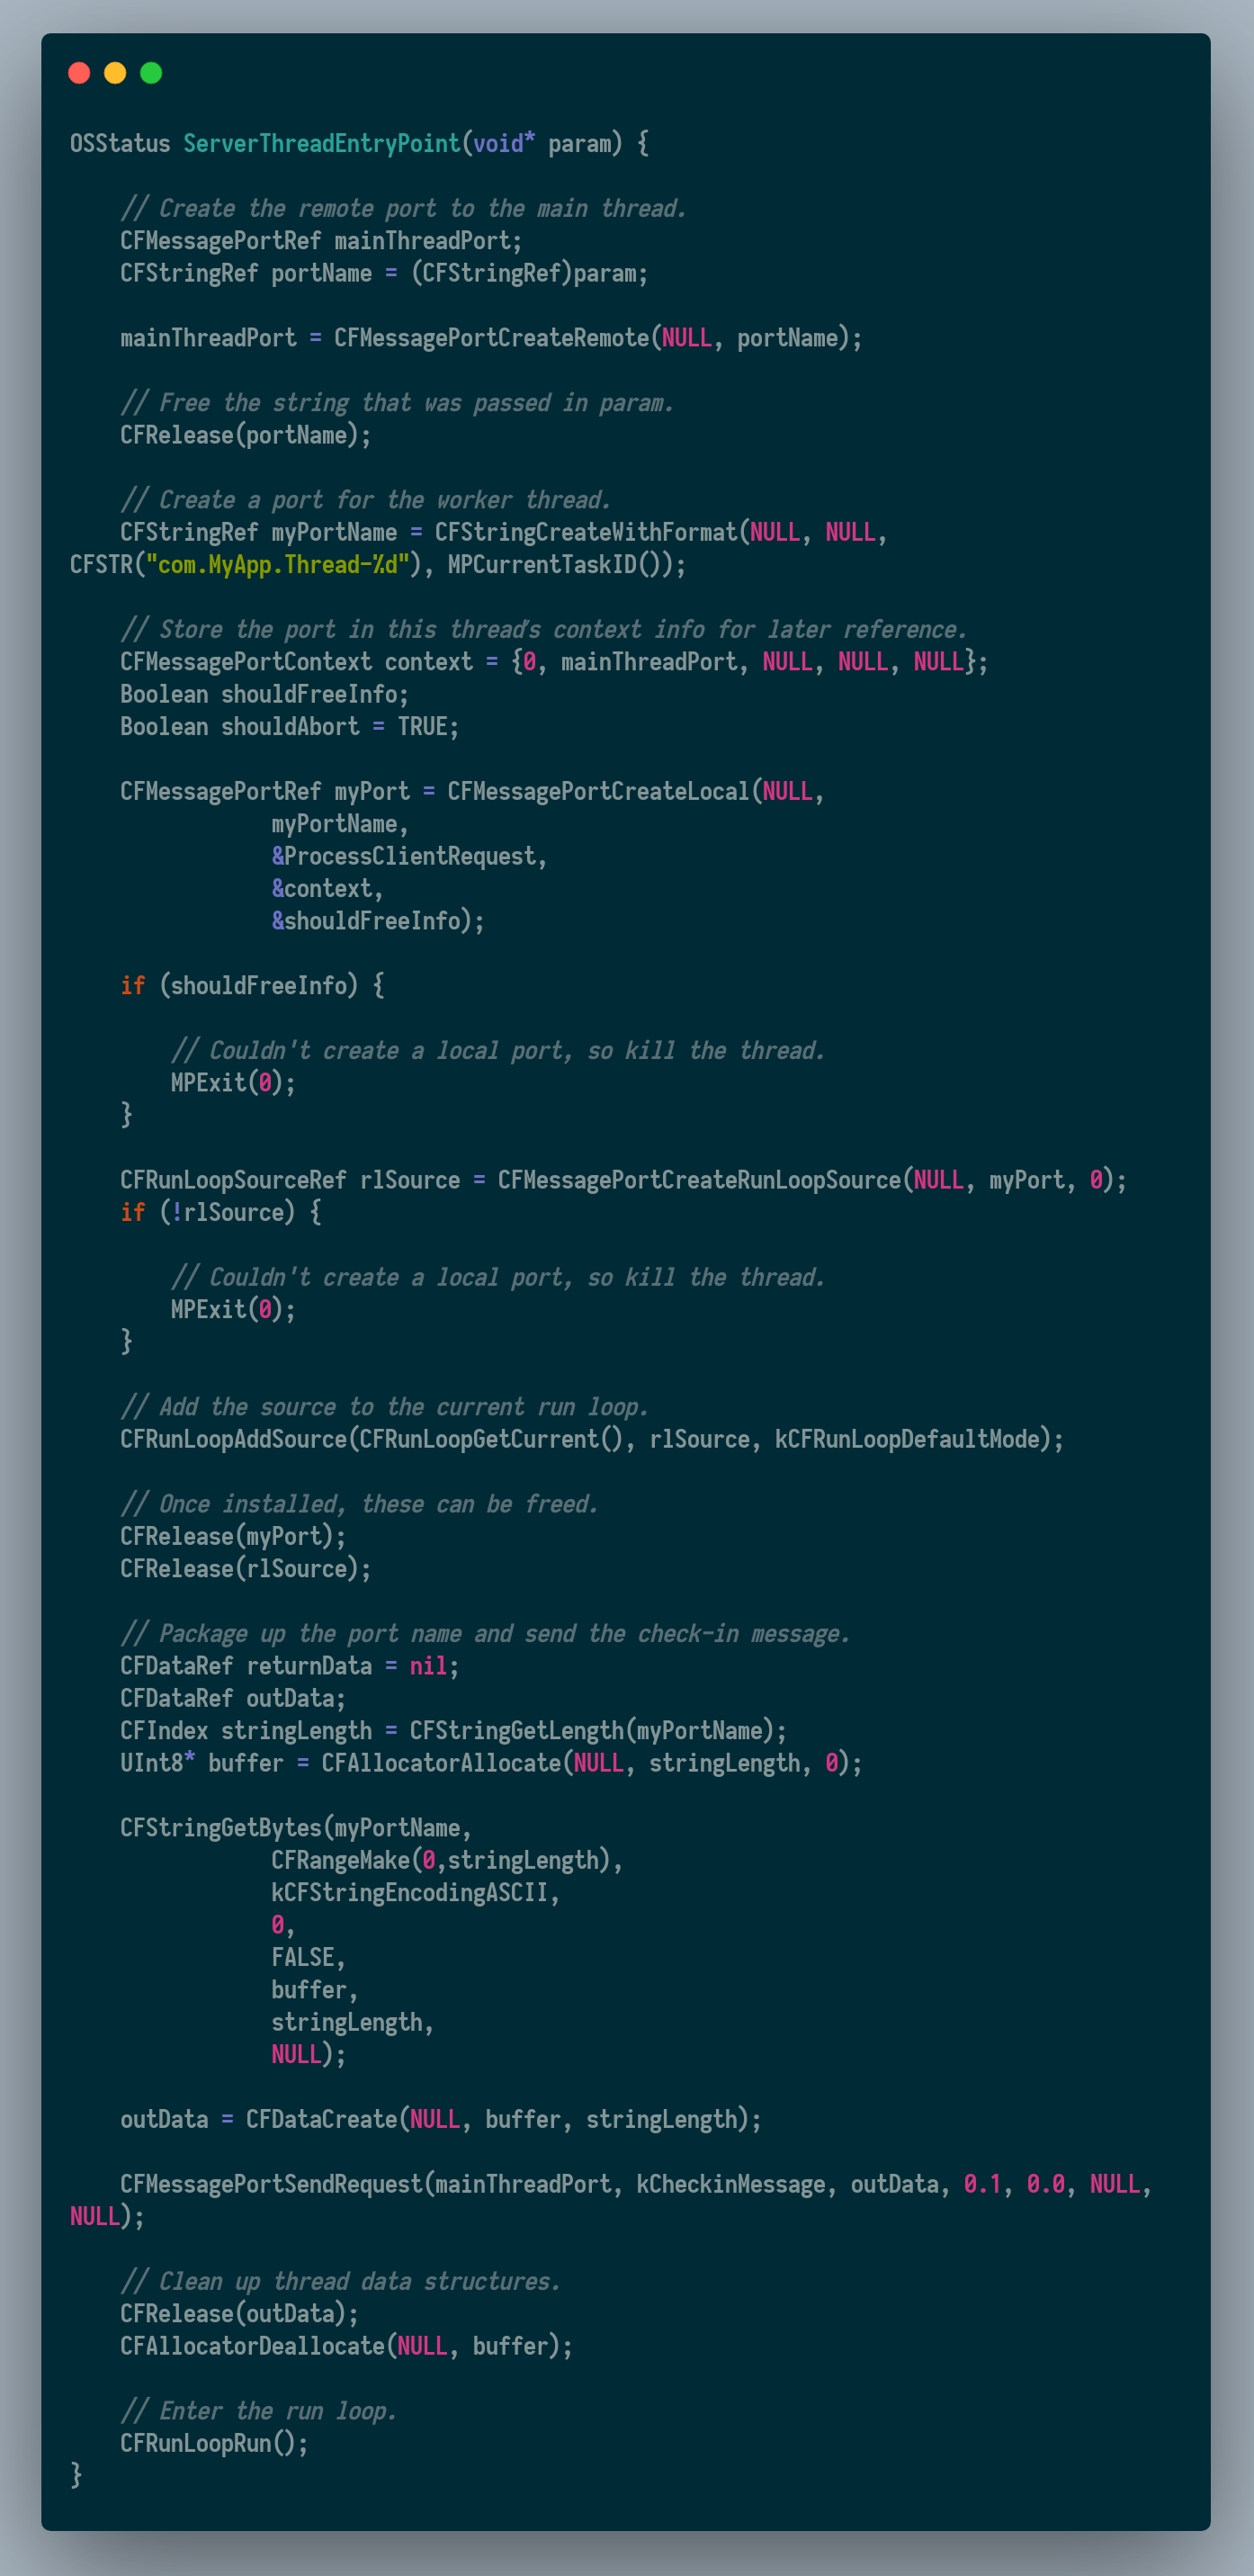 OSStatus ServerThreadEntryPoint(void* param) {
// Create the remote port to the main thread.
CFMessagePortRef mainThreadPort;
CFStringRef portName = (CFStringRef)param;
mainThreadPort = CFMessagePortCreateRemote(NULL, portName);
// Free the string that was passed in param.
CFRelease(portName);
// Create a port for the worker thread.
CFStringRef myPortName = CFStringCreateWithFormat(NULL, NULL,
CFSTR("com.MyApp.Thread-%d"), MPCurrentTaskID());
// Store the port in this thread’s context info for later reference.
CFMessagePortContext context = {0, mainThreadPort, NULL, NULL, NULL};
Boolean shouldFreeInfo;
Boolean shouldAbort = TRUE;
CFMessagePortRef myPort = CFMessagePortCreateLocal(NULL,
myPortName,
&ProcessClientRequest,
&context,
&shouldFreeInfo);
if (shouldFreeInfo) {
// Couldn't create a local port, so kill the thread.
MPExit(0);
}
CFRunLoopSourceRef rlSource = CFMessagePortCreateRunLoopSource(NULL, myPort, 0);
if (!rlSource) {
// Couldn't create a local port, so kill the thread.
MPExit(0);
}
// Add the source to the current run loop.
CFRunLoopAddSource(CFRunLoopGetCurrent(), rlSource, kCFRunLoopDefaultMode);
// Once installed, these can be freed.
CFRelease(myPort);
CFRelease(rlSource);
// Package up the port name and send the check-in message.
CFDataRef returnData = nil;
CFDataRef outData;
CFIndex stringLength = CFStringGetLength(myPortName);
UInt8* buffer = CFAllocatorAllocate(NULL, stringLength, 0);
CFStringGetBytes(myPortName,
CFRangeMake(0,stringLength),
kCFStringEncodingASCII,
0,
FALSE,
buffer,
stringLength,
NULL);
outData = CFDataCreate(NULL, buffer, stringLength);
CFMessagePortSendRequest(mainThreadPort, kCheckinMessage, outData, 0.1, 0.0, NULL,
NULL);
// Clean up thread data structures.
CFRelease(outData);
CFAllocatorDeallocate(NULL, buffer);
// Enter the run loop.
CFRunLoopRun();
}